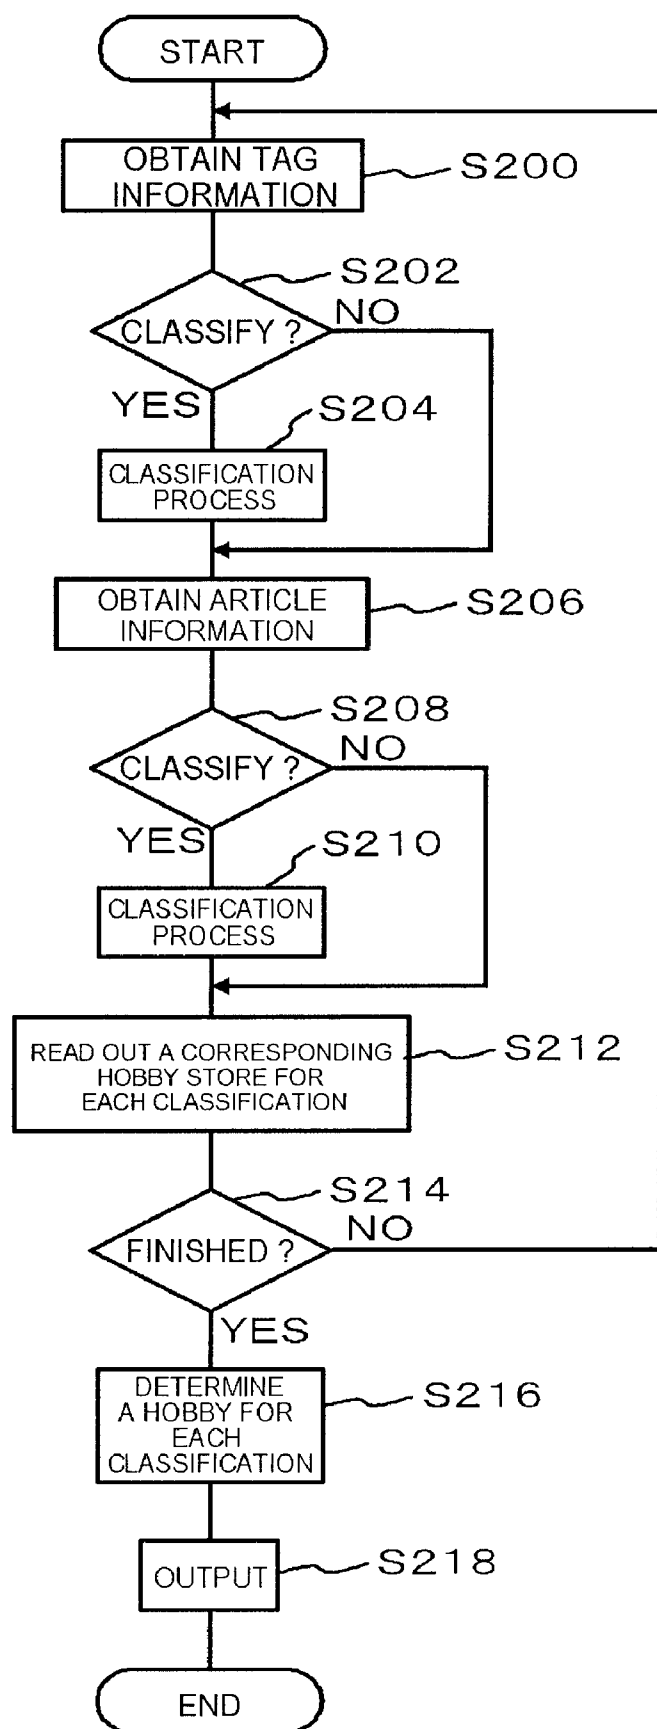 START
OBTAIN TAG
INFORMATION
S200
S202
CLASSIFY ?
NO
YES
S204
CLASSIFICATION
PROCESS
OBTAIN ARTICLE
INFORMATION
S206
S208
CLASSIFY ?
NO
YES
S210
CLASSIFICATION
PROCESS
READ OUT A CORRESPONDING
HOBBY STORE FOR
EACH CLASSIFICATION
S212
S214
FINISHED ?
NO
YES
DETERMINE
A HOBBY FOR
EACH
CLASSIFICATION
S216
OUTPUT
S218
END